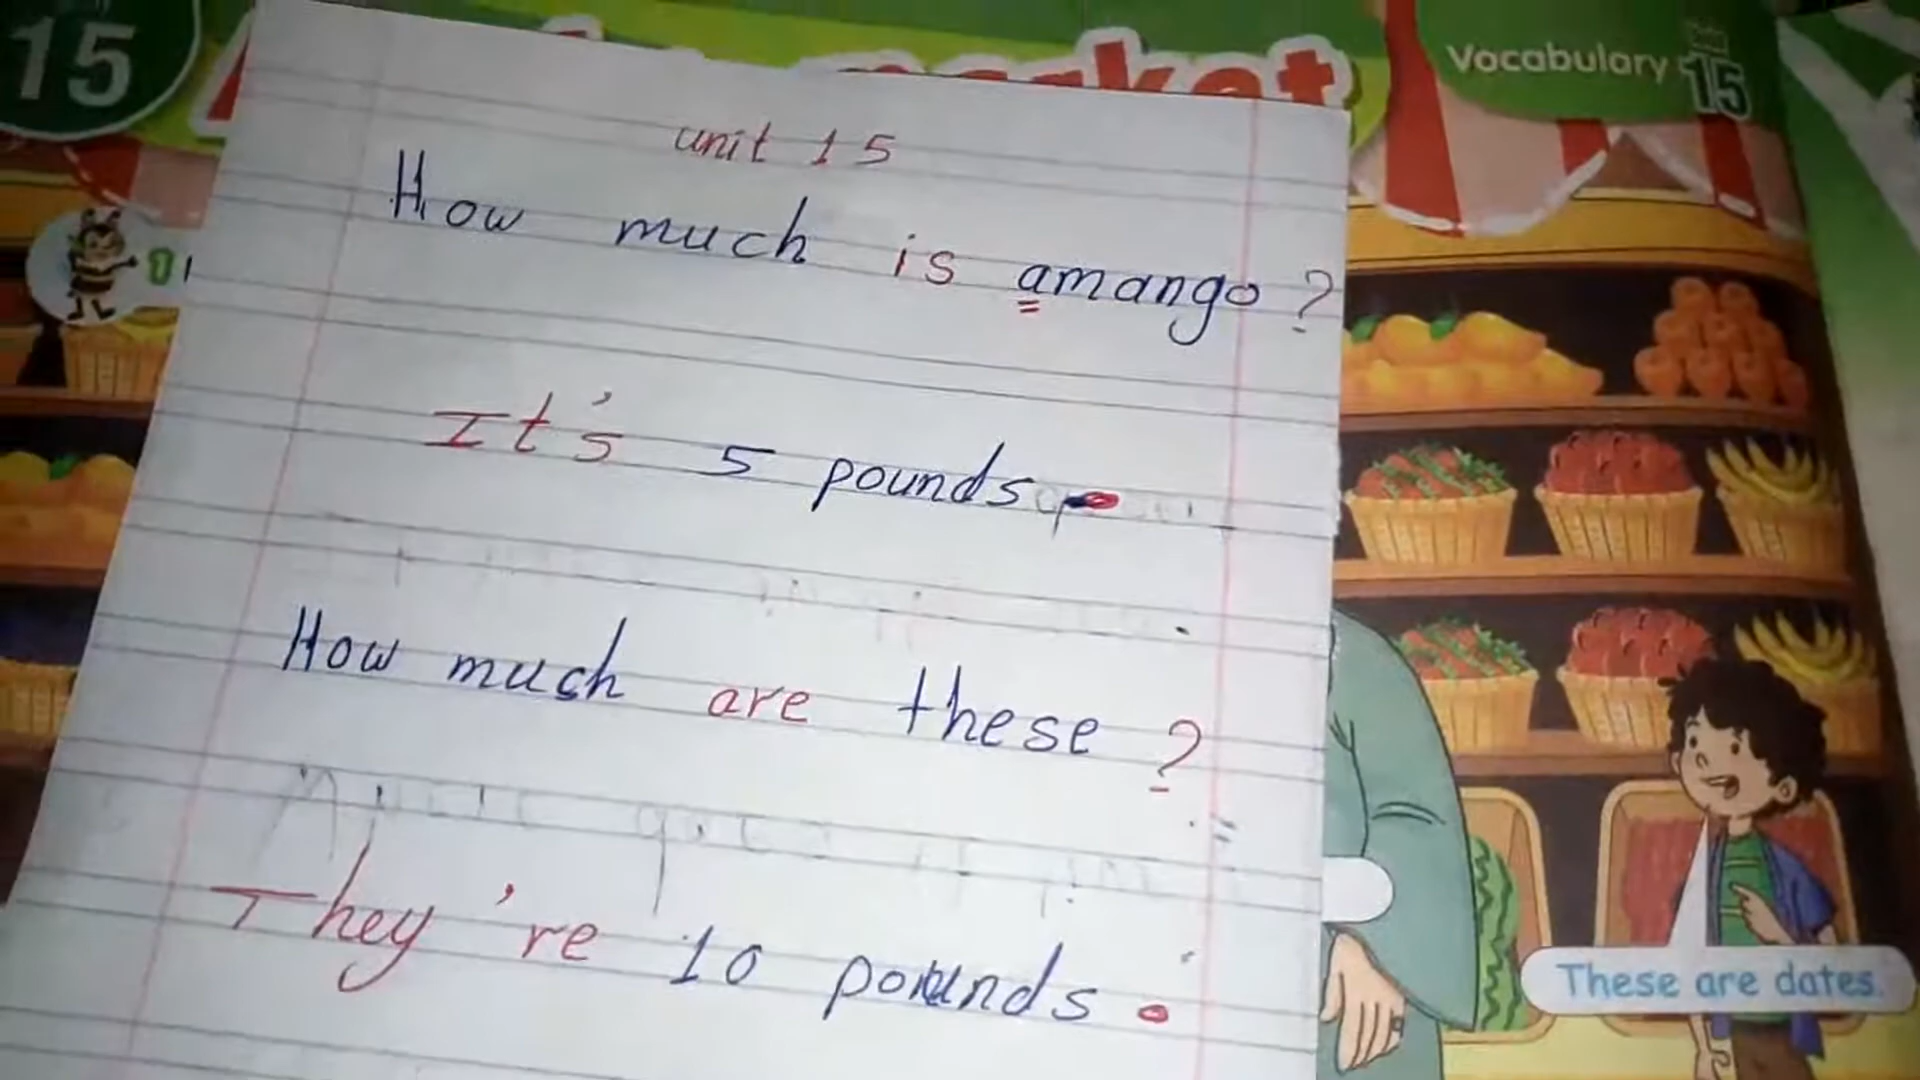 15
market
Vocabulary 15
unit 15
How much is amango?
It's 5 pounds.
How much are these?
They're 10 pounds.
These are dates.